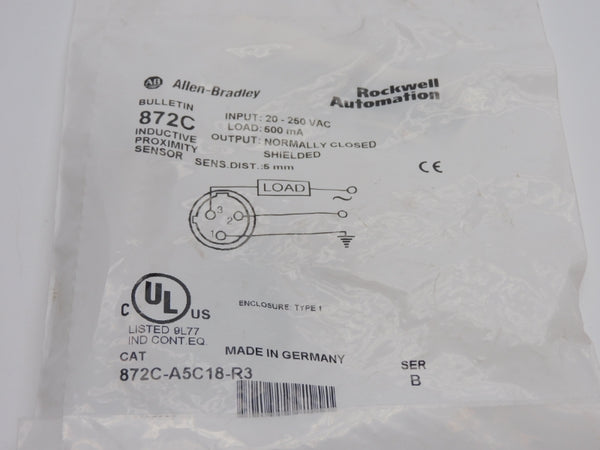 AB Allen-Bradley
Rockwell
Automation
BULLETIN
872C
INDUCTIVE
PROXIMITY
SENSOR
INPUT: 20 - 250 VAC
LOAD: 500 mA
OUTPUT: NORMALLY CLOSED
SHIELDED
SENS.DIST.: 5 mm
CE
LOAD
3
2
1
C UL US
LISTED 9L77
IND CONT.EQ.
ENCLOSURE: TYPE 1
CAT
872C-A5C18-R3
MADE IN GERMANY
SER
B